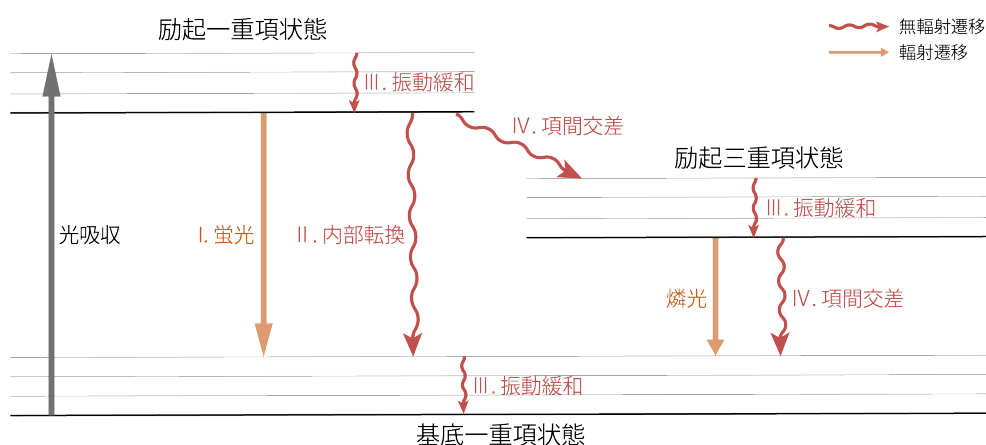 励起一重項状態
無輻射遷移
輻射遷移
III. 振動緩和
IV. 項間交差
励起三重項状態
III. 振動緩和
光吸収
I. 蛍光
II. 内部転換
燐光
IV. 項間交差
III. 振動緩和
基底一重項状態